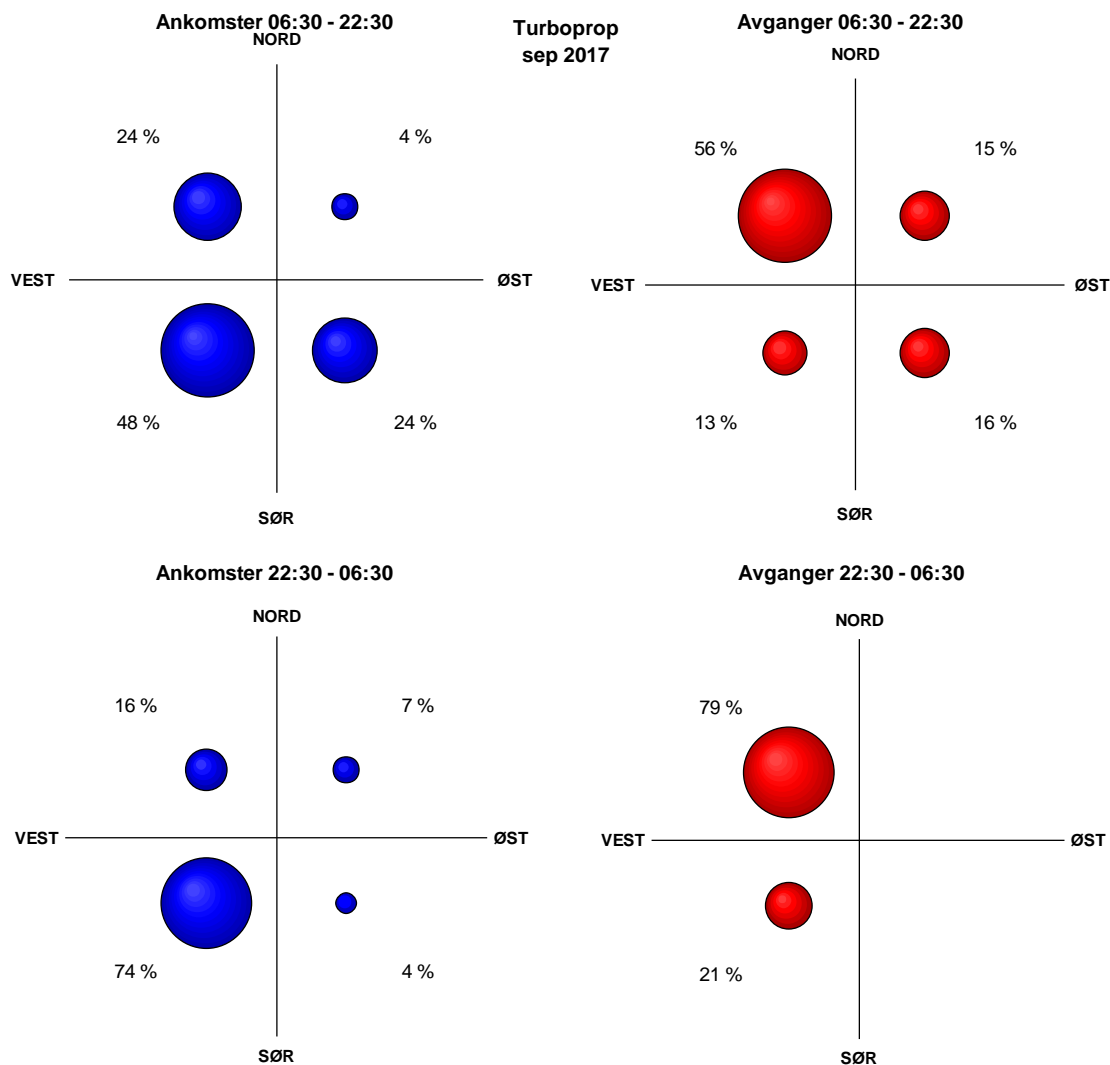 Ankomster 06:30 - 22:30
NORD
24 %
4 %
VEST
ØST
48 %
24 %
SØR
Turboprop
sep 2017
Avganger 06:30 - 22:30
NORD
56 %
15 %
VEST
ØST
13 %
16 %
SØR
Ankomster 22:30 - 06:30
NORD
16 %
7 %
VEST
ØST
74 %
4 %
SØR
Avganger 22:30 - 06:30
NORD
79 %
VEST
ØST
21 %
SØR